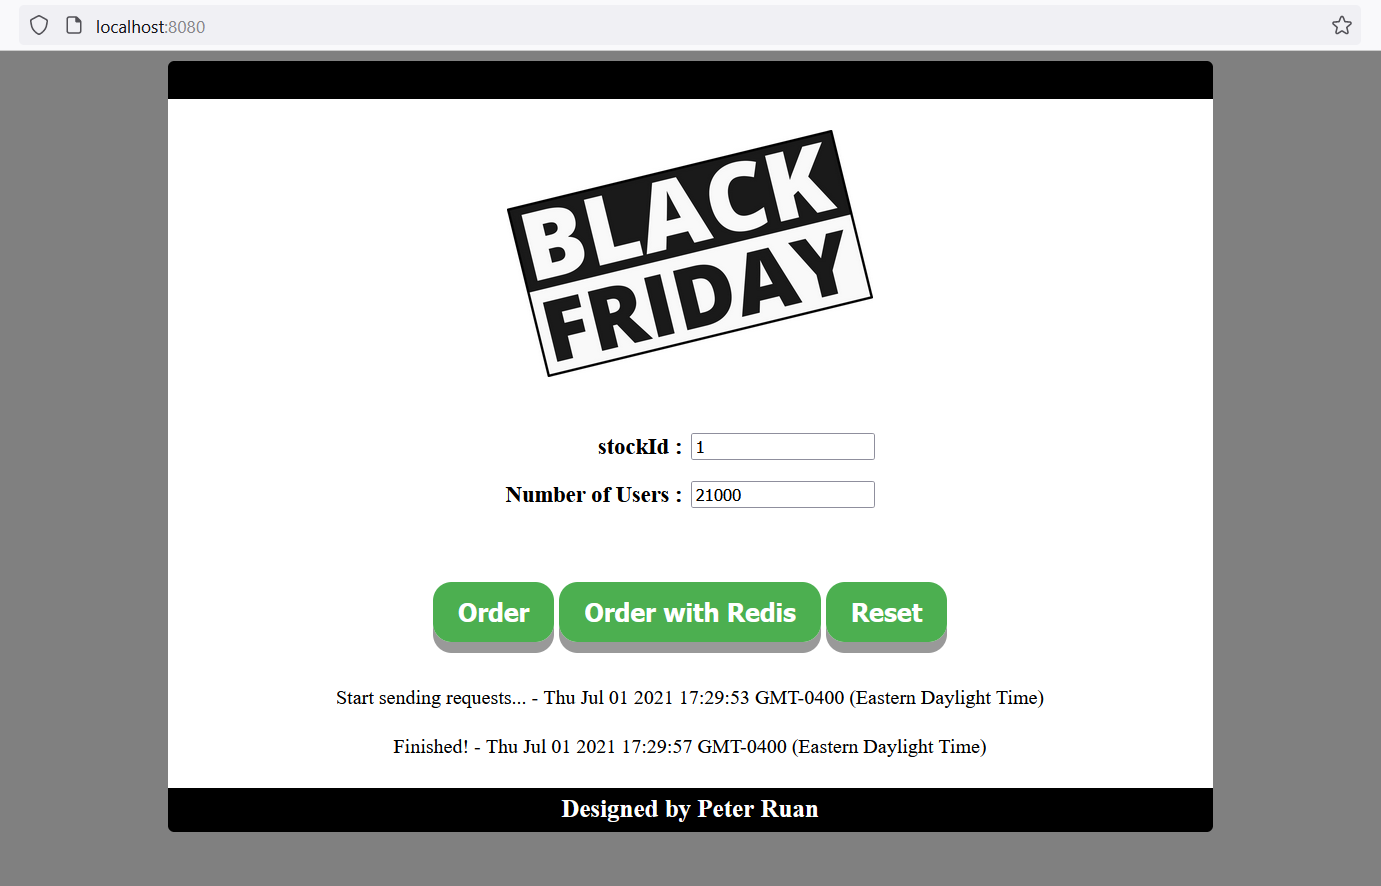 localhost:8080
BLACK
FRIDAY
stockId : 1
Number of Users : 21000
Order Order with Redis Reset
Start sending requests... - Thu Jul 01 2021 17:29:53 GMT-0400 (Eastern Daylight Time)
Finished! - Thu Jul 01 2021 17:29:57 GMT-0400 (Eastern Daylight Time)
Designed by Peter Ruan